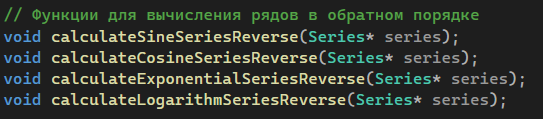 // Функции для вычисления рядов в обратном порядке
void calculateSineSeriesReverse(Series* series);
void calculateCosineSeriesReverse(Series* series);
void calculateExponentialSeriesReverse(Series* series);
void calculateLogarithmSeriesReverse(Series* series);